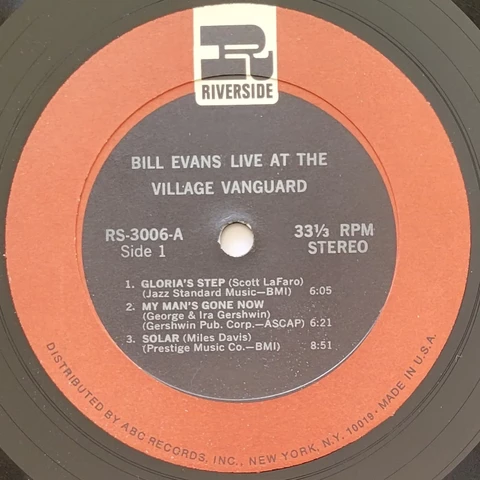 R
RIVERSIDE
BILL EVANS LIVE AT THE
VILLAGE VANGUARD
RS-3006-A
Side 1
33⅓ RPM
STEREO
1. GLORIA'S STEP (Scott LaFaro)
(Jazz Standard Music—BMI) 6:05
2. MY MAN'S GONE NOW
(George & Ira Gershwin)
(Gershwin Pub. Corp.—ASCAP) 6:21
3. SOLAR (Miles Davis)
(Prestige Music Co.—BMI) 8:51
DISTRIBUTED BY ABC RECORDS, INC., NEW YORK, N.Y. 10019 • MADE IN U.S.A.